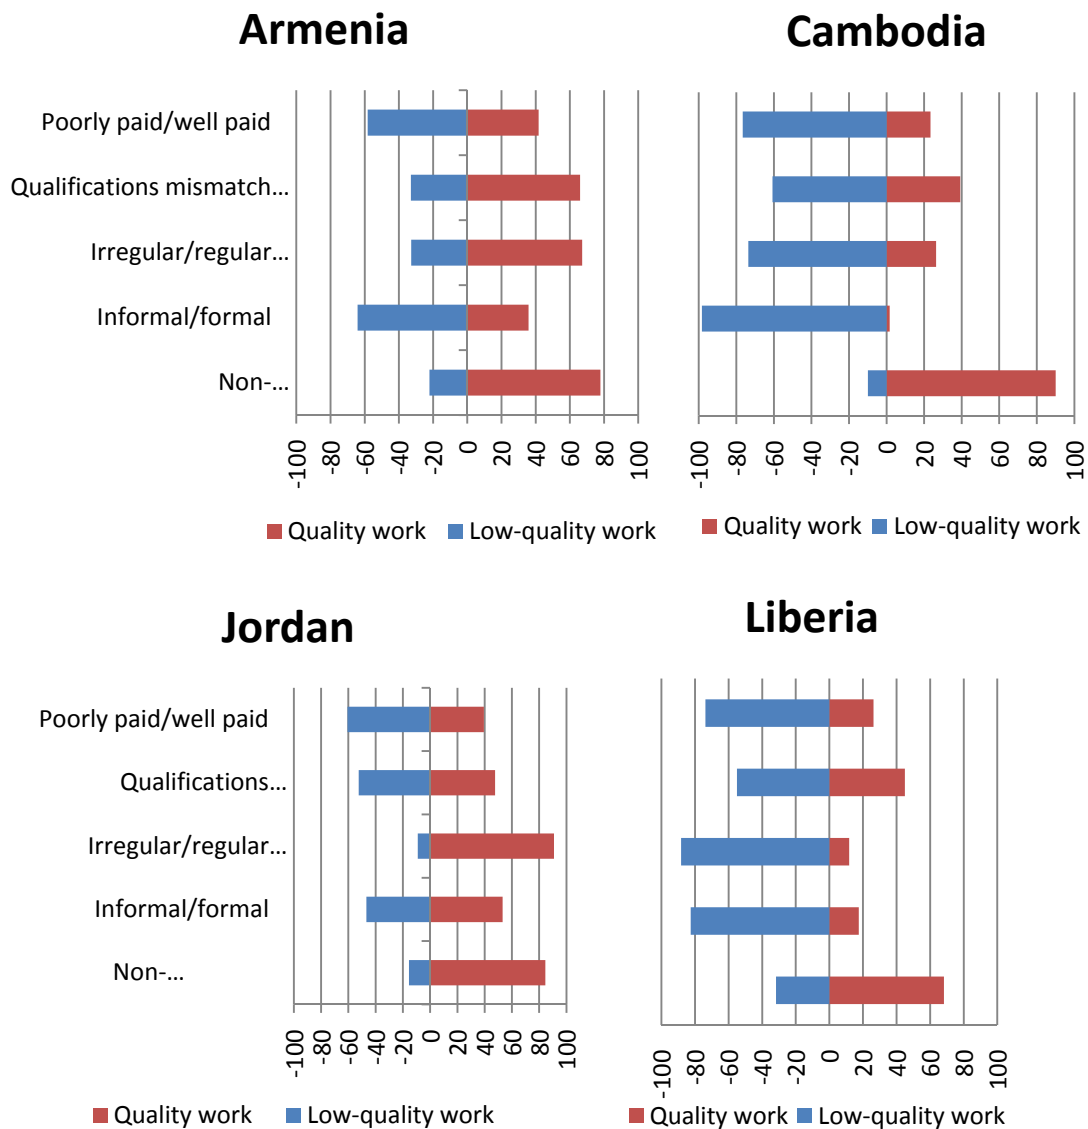 Armenia
Poorly paid/well paid
Qualifications mismatch...
Irregular/regular...
Informal/formal
Non-...
-100 -80 -60 -40 -20 0 20 40 60 80 100
Quality work Low-quality work
Cambodia
-100 -80 -60 -40 -20 0 20 40 60 80 100
Quality work Low-quality work
Jordan
Poorly paid/well paid
Qualifications...
Irregular/regular...
Informal/formal
Non-...
-100 -80 -60 -40 -20 0 20 40 60 80 100
Quality work Low-quality work
Liberia
-100 -80 -60 -40 -20 0 20 40 60 80 100
Quality work Low-quality work